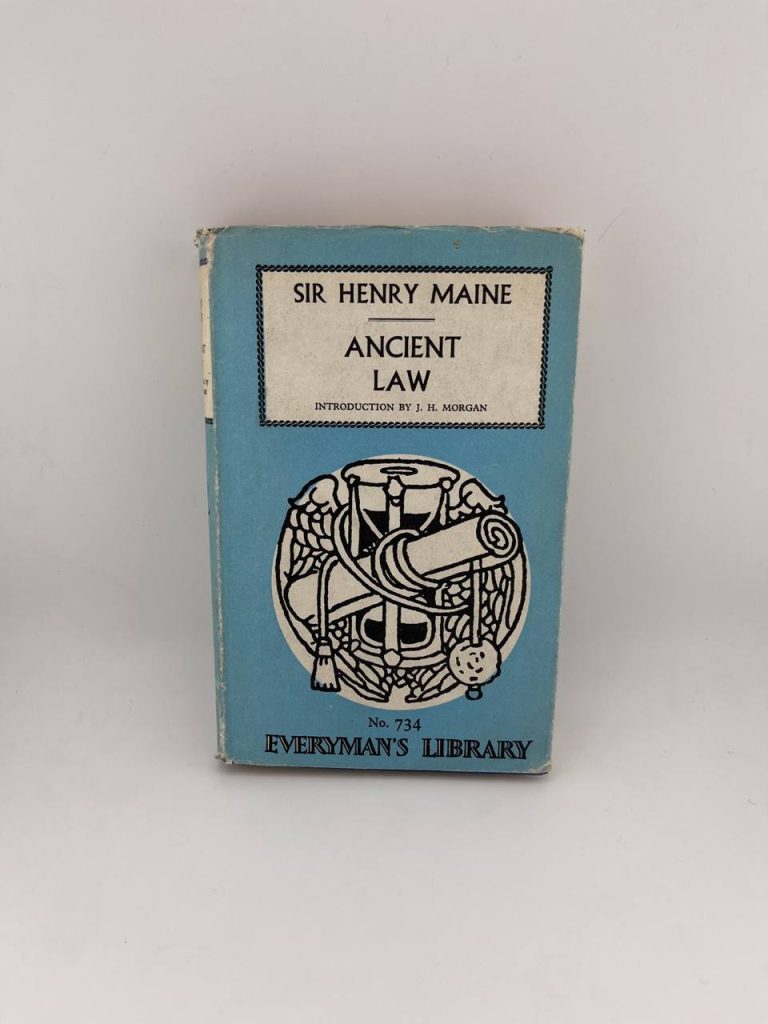 SIR HENRY MAINE
ANCIENT
LAW
INTRODUCTION BY J. H. MORGAN
No. 734
EVERYMAN'S LIBRARY